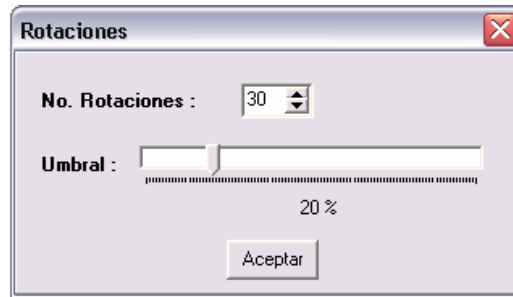 Rotaciones
No. Rotaciones : 30
Umbral :
20 %
Aceptar